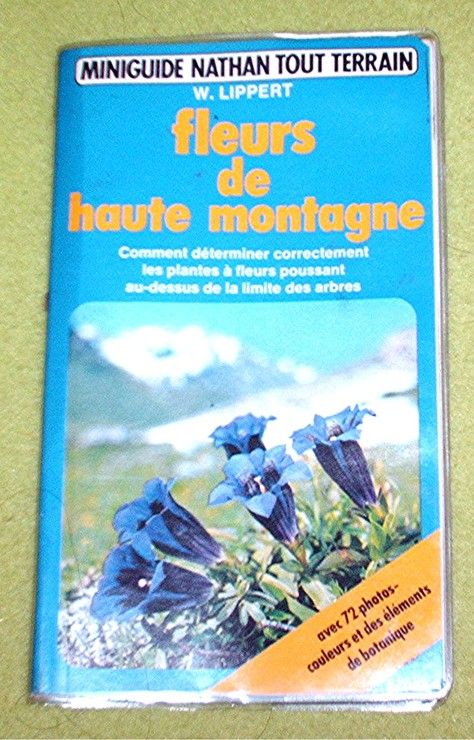 MINIGUIDE NATHAN TOUT TERRAIN
W. LIPPERT
fleurs
de
haute montagne
Comment déterminer correctement
les plantes à fleurs poussant
au-dessus de la limite des arbres
avec 72 photos-
couleurs et des éléments
de botanique